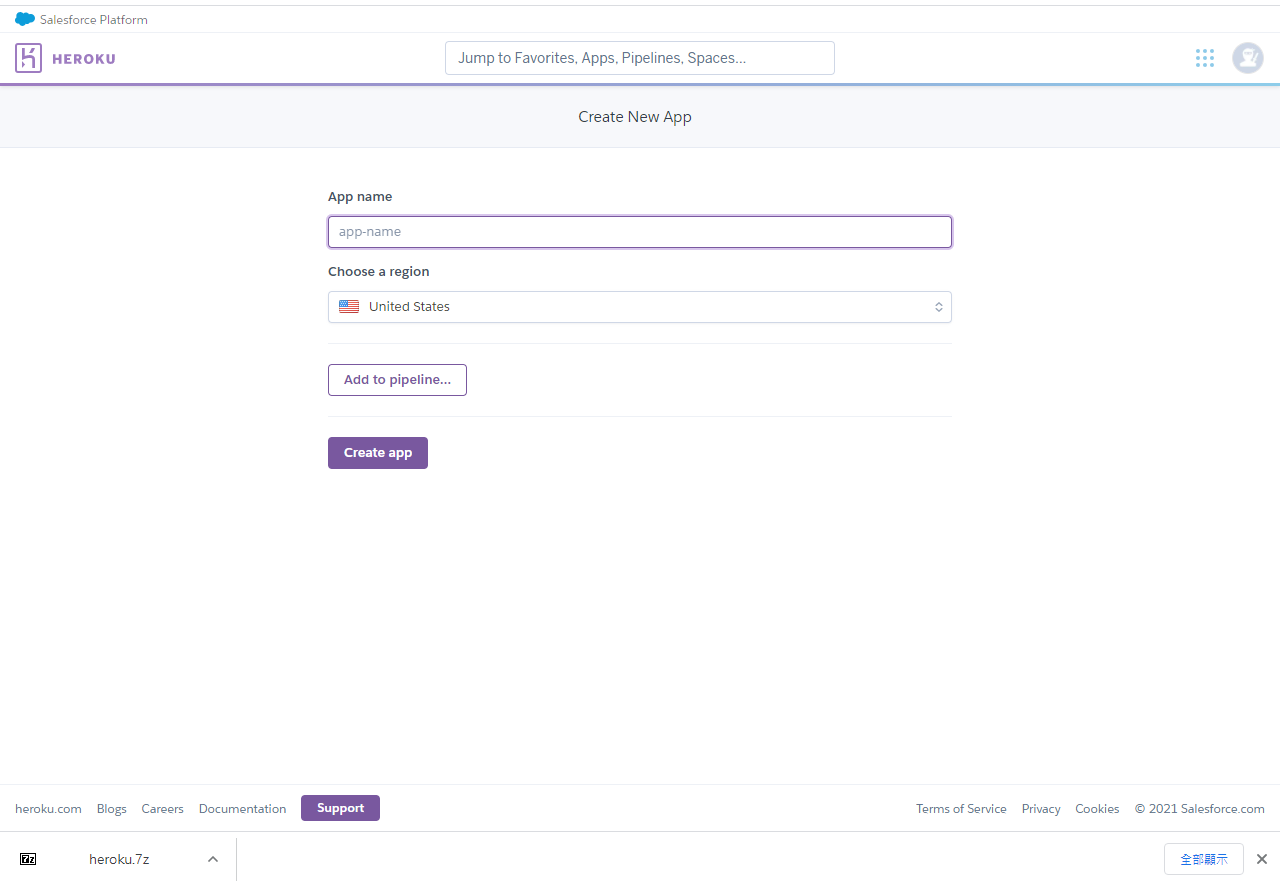 Salesforce Platform
HEROKU
Jump to Favorites, Apps, Pipelines, Spaces...
Create New App
App name
app-name
Choose a region
United States
Add to pipeline...
Create app
heroku.com Blogs Careers Documentation Support Terms of Service Privacy Cookies © 2021 Salesforce.com
7z heroku.7z 全部顯示